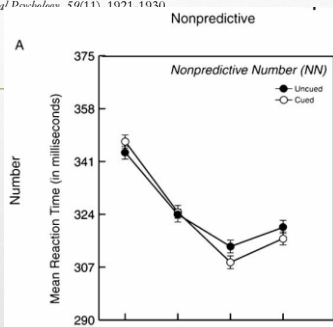 al Psychology, 59(11), 1921-1930.
Nonpredictive
A
Nonpredictive Number (NN)
Uncued
Cued
Number
Mean Reaction Time (in milliseconds)
375
358
341
324
307
290